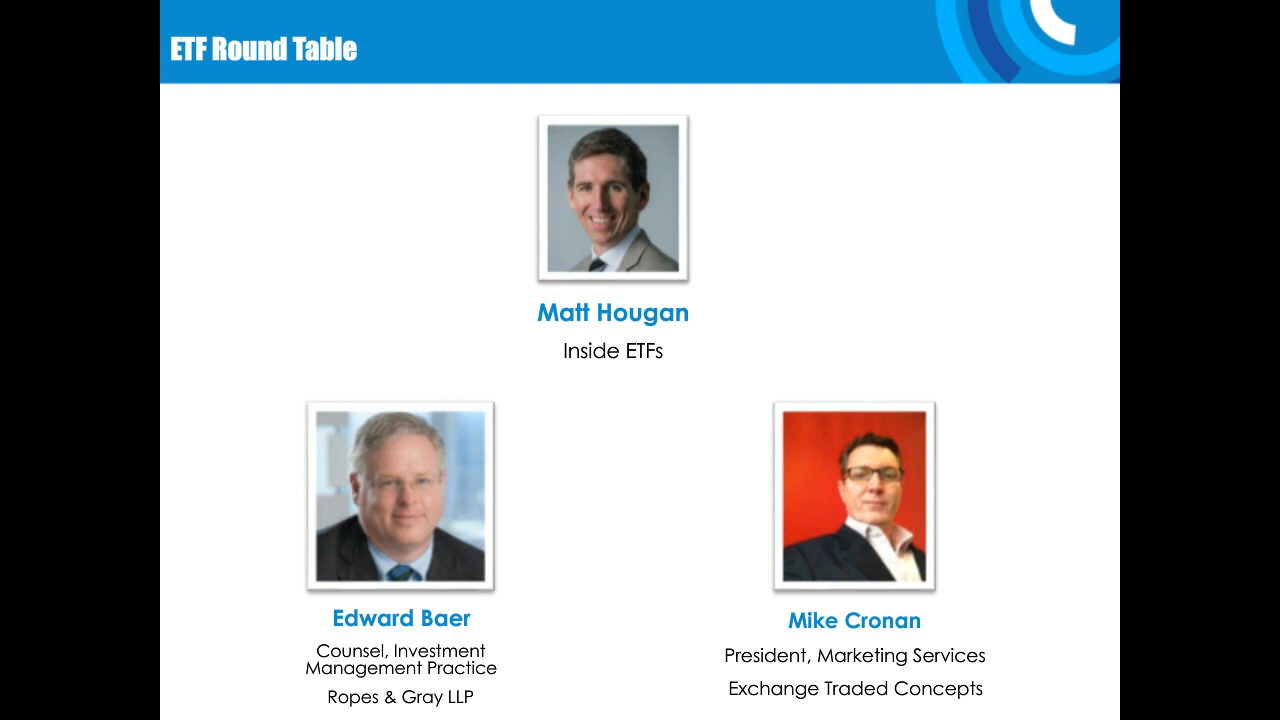 ETF Round Table
Matt Hougan
Inside ETFs
Edward Baer
Counsel, Investment
Management Practice
Ropes & Gray LLP
Mike Cronan
President, Marketing Services
Exchange Traded Concepts